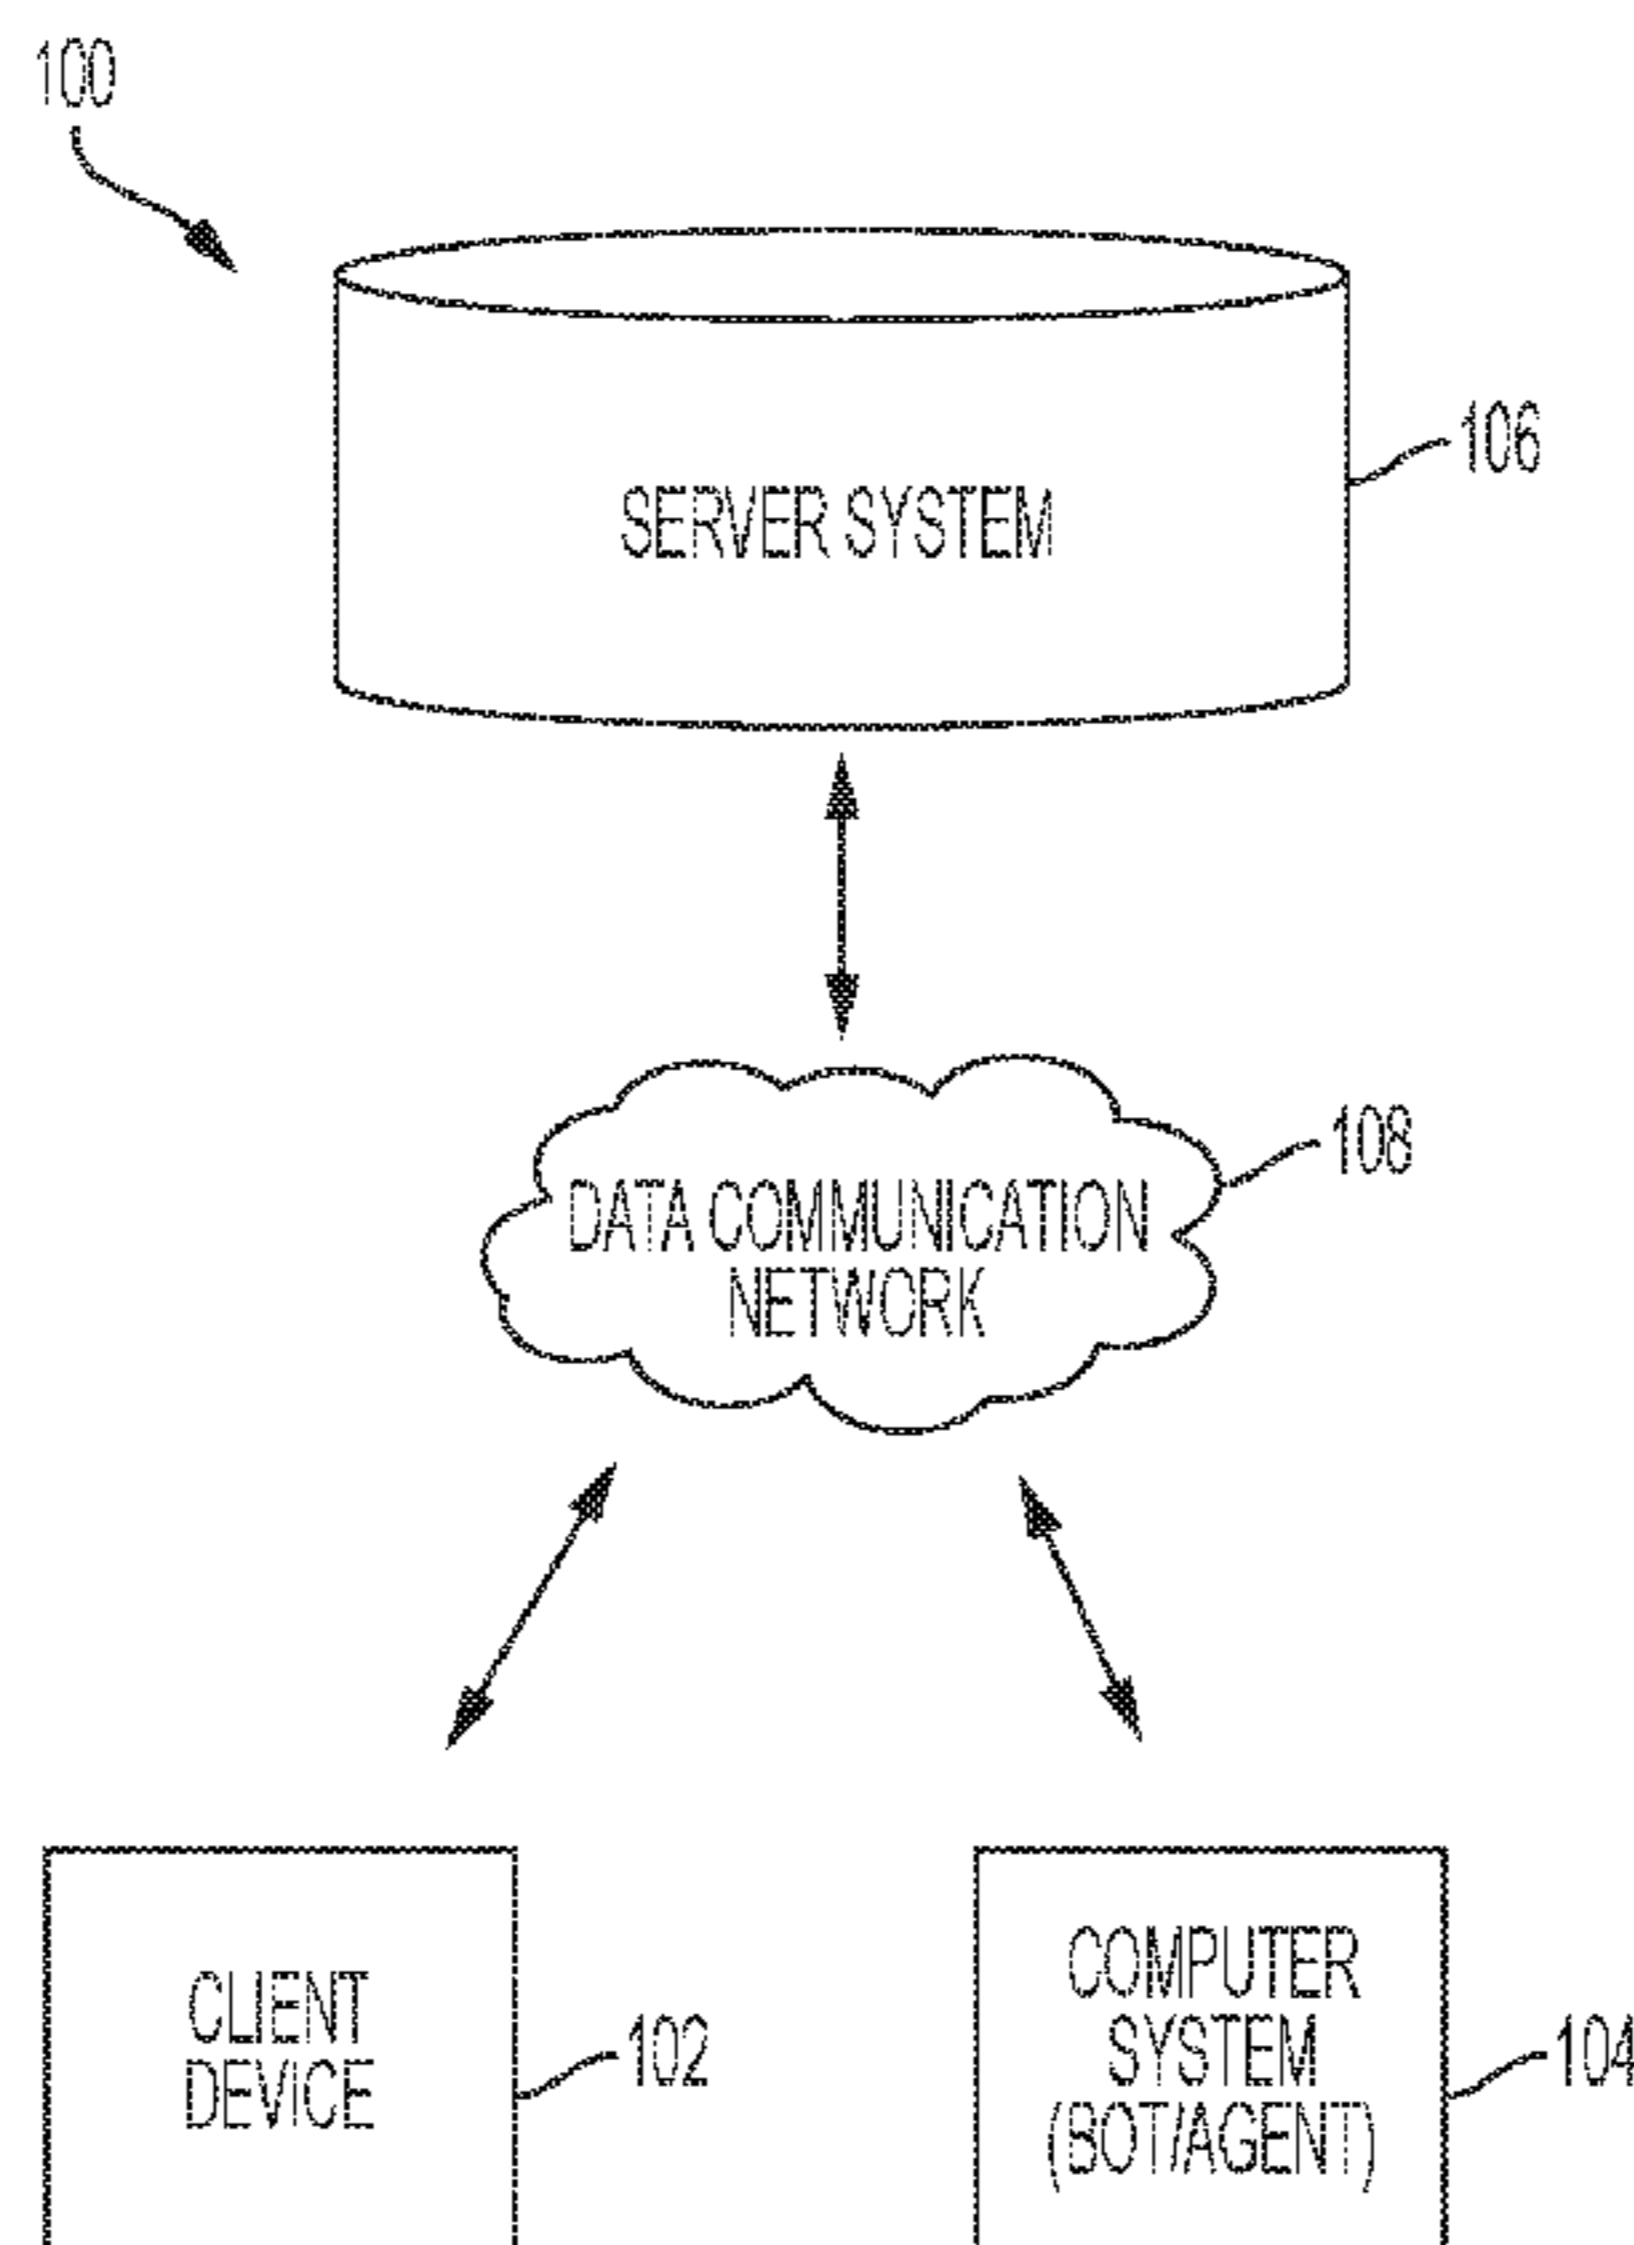 100
106
SERVER SYSTEM
108
DATA COMMUNICATION
NETWORK
CLIENT
DEVICE
102
COMPUTER
SYSTEM
(BOT/AGENT)
104